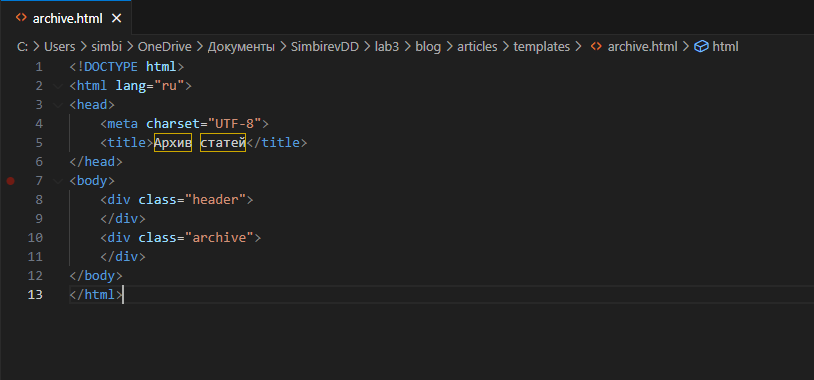 archive.html
C: > Users > simbi > OneDrive > Документы > SimbirevDD > lab3 > blog > articles > templates > archive.html > html
1 <!DOCTYPE html>
2 <html lang="ru">
3 <head>
4 <meta charset="UTF-8">
5 <title>Архив статей</title>
6 </head>
7 <body>
8 <div class="header">
9 </div>
10 <div class="archive">
11 </div>
12 </body>
13 </html>